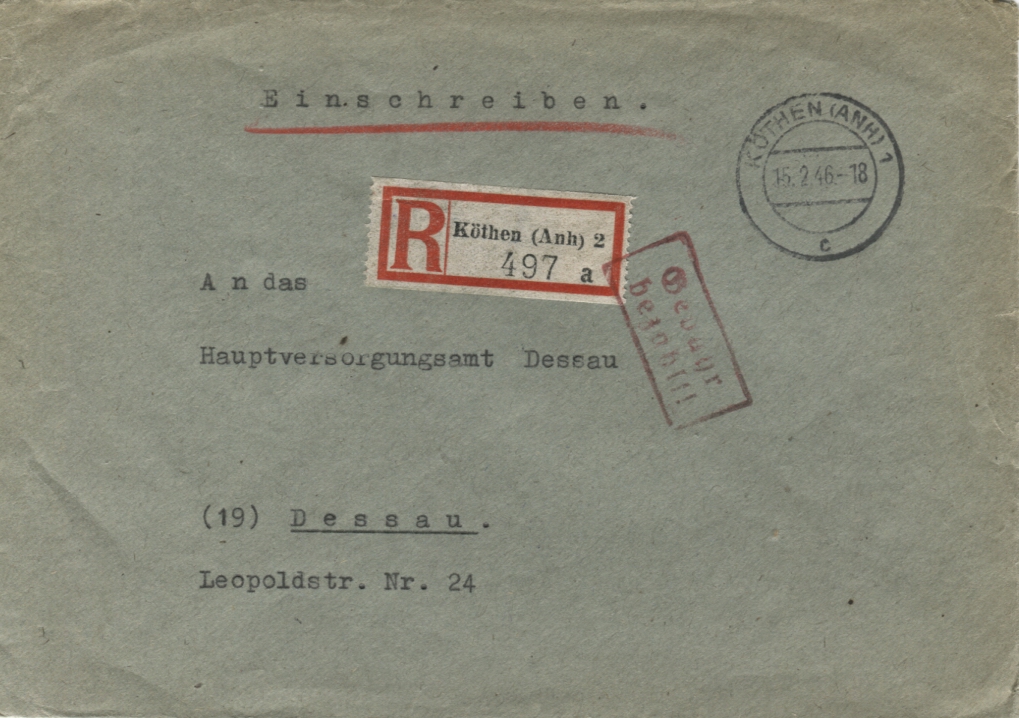 Einschreiben.
KÖTHEN (ANH) 1
15.2.46.-18
c
R
Köthen (Anh) 2
497 a
Gebühr
bezahlt!
An das
Hauptversorgungsamt Dessau
(19) Dessau.
Leopoldstr. Nr. 24